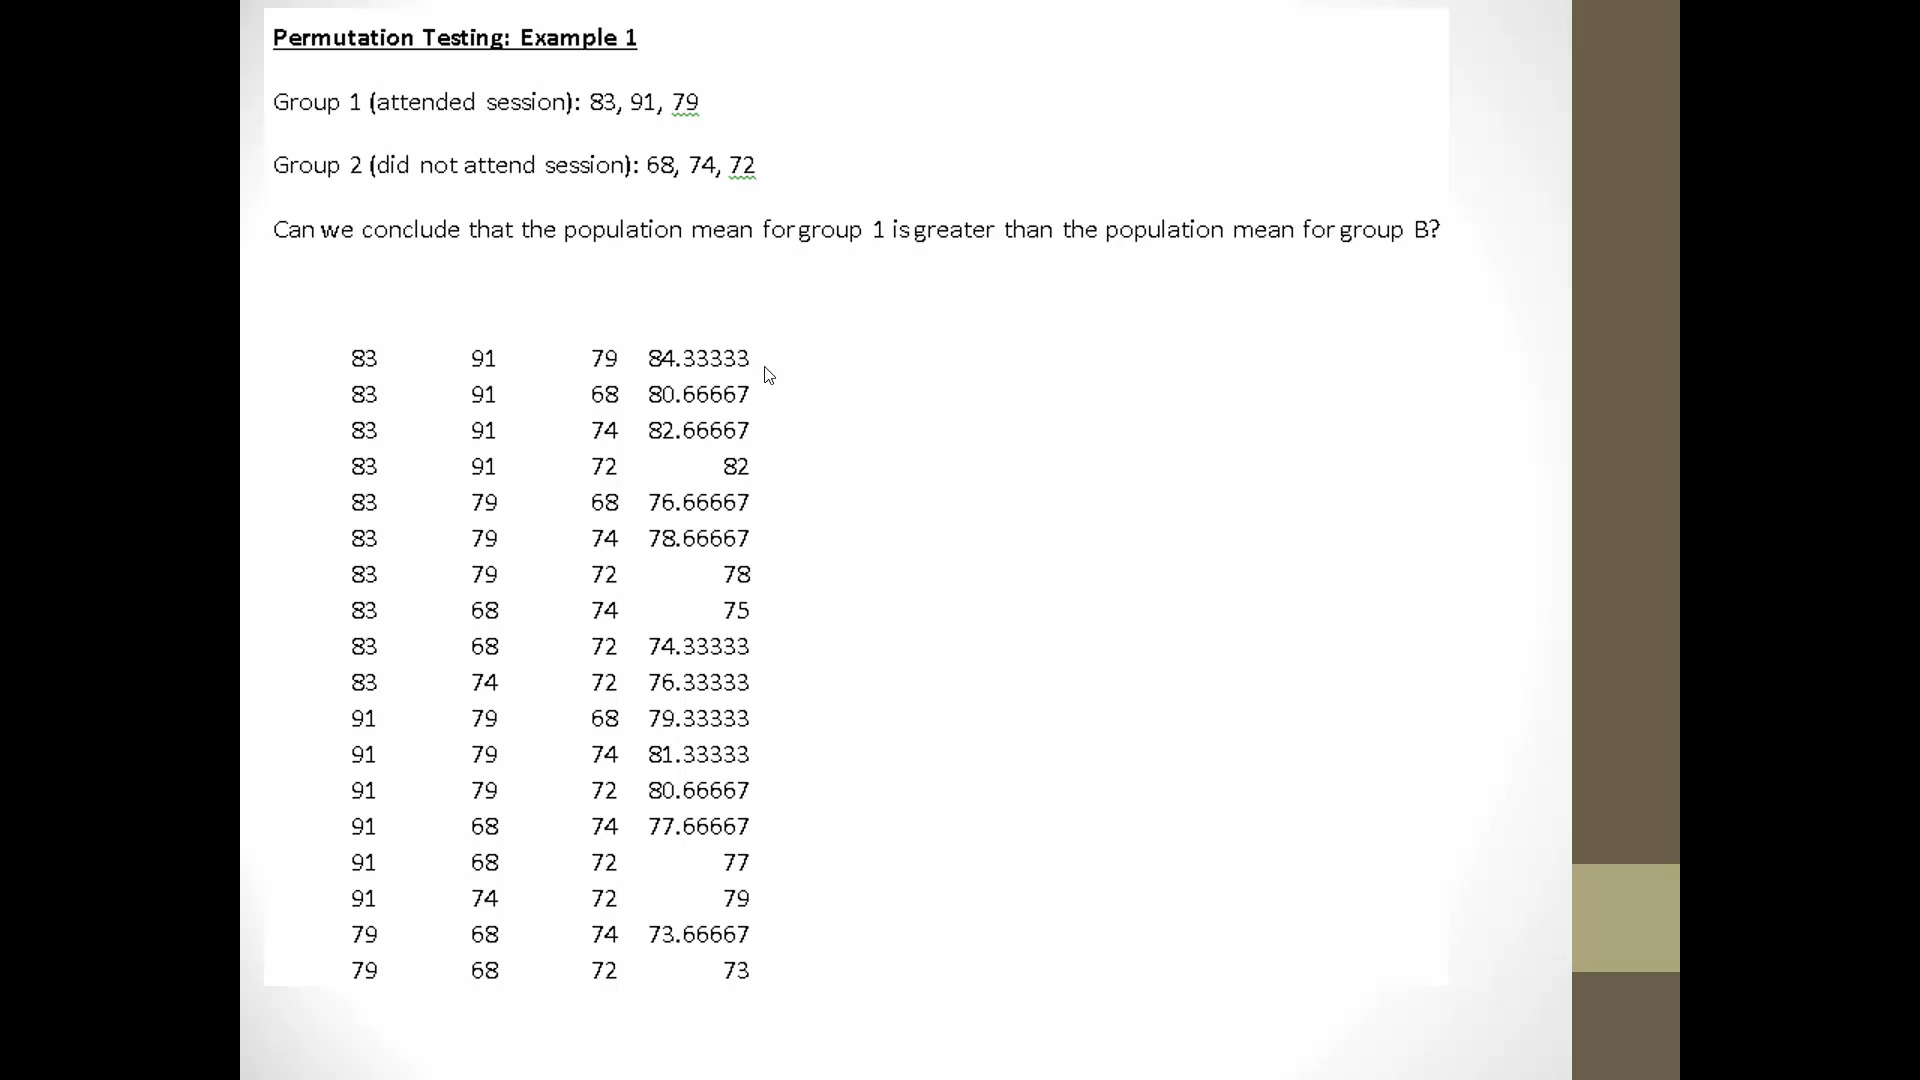 Permutation Testing: Example 1
Group 1 (attended session): 83, 91, 79
Group 2 (did not attend session): 68, 74, 72
Can we conclude that the population mean for group 1 is greater than the population mean for group B?
83 91 79 84.33333
83 91 68 80.66667
83 91 74 82.66667
83 91 72 82
83 79 68 76.66667
83 79 74 78.66667
83 79 72 78
83 68 74 75
83 68 72 74.33333
83 74 72 76.33333
91 79 68 79.33333
91 79 74 81.33333
91 79 72 80.66667
91 68 74 77.66667
91 68 72 77
91 74 72 79
79 68 74 73.66667
79 68 72 73